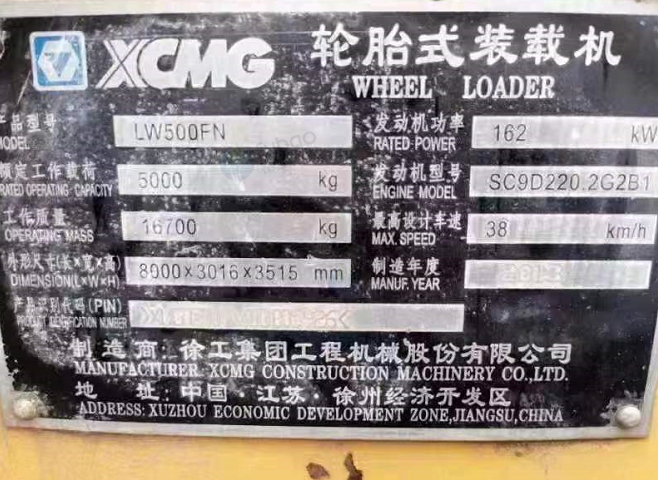 XCMG 轮胎式装载机
WHEEL LOADER
产品型号 LW500FN 发动机功率 162 kW
MODEL RATED POWER
额定工作载荷 5000 kg 发动机型号 SC9D220.2G2B1
RATED OPERATING CAPACITY ENGINE MODEL
工作质量 16700 kg 最高设计车速 38 km/h
OPERATING MASS MAX. SPEED
外形尺寸(长×宽×高) 8000×3016×3515 mm 制造年度
DIMENSION(L×W×H) MANUF. YEAR
产品识别代码(PIN)
PRODUCT IDENTIFICATION NUMBER
制造商:徐工集团工程机械股份有限公司
MANUFACTURER XCMG CONSTRUCTION MACHINERY CO.,LTD.
地 址:中国·江苏·徐州经济开发区
ADDRESS: XUZHOU ECONOMIC DEVELOPMENT ZONE,JIANGSU,CHINA